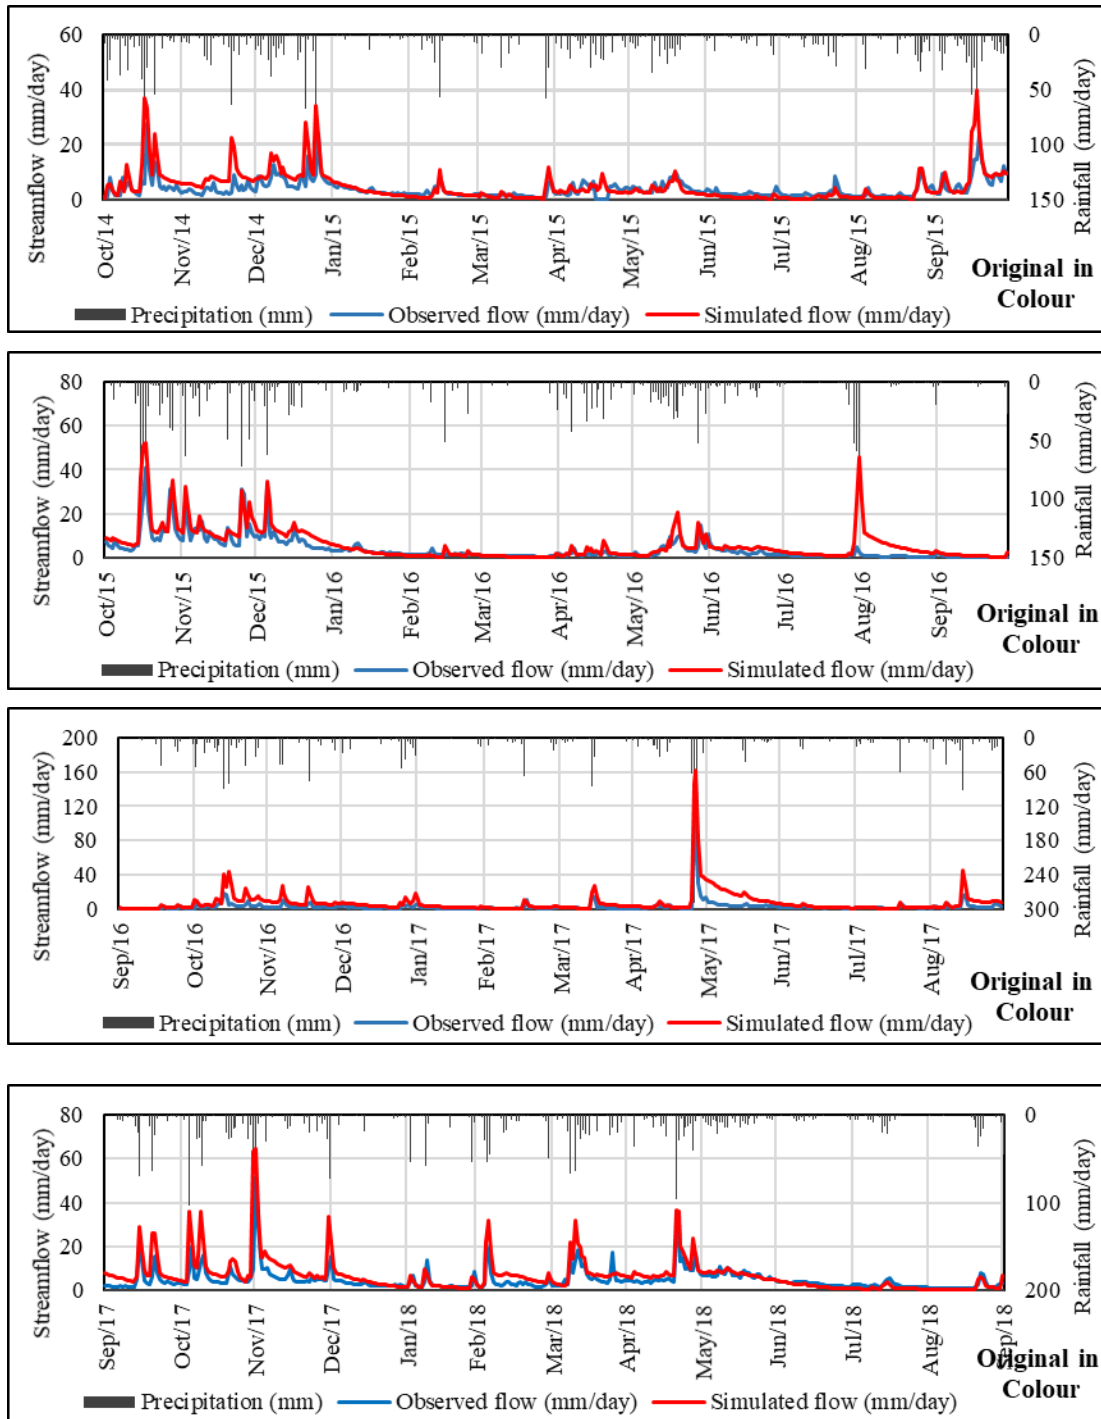 60
40
20
0
0
50
100
150
Streamflow (mm/day)
Rainfall (mm/day)
Oct/14
Nov/14
Dec/14
Jan/15
Feb/15
Mar/15
Apr/15
May/15
Jun/15
Jul/15
Aug/15
Sep/15
Original in
Colour
Precipitation (mm) Observed flow (mm/day) Simulated flow (mm/day)
80
60
40
20
0
0
50
100
150
Streamflow (mm/day)
Rainfall (mm/day)
Oct/15
Nov/15
Dec/15
Jan/16
Feb/16
Mar/16
Apr/16
May/16
Jun/16
Jul/16
Aug/16
Sep/16
Original in
Colour
Precipitation (mm) Observed flow (mm/day) Simulated flow (mm/day)
200
160
120
80
40
0
0
60
120
180
240
300
Streamflow (mm/day)
Rainfall (mm/day)
Sep/16
Oct/16
Nov/16
Dec/16
Jan/17
Feb/17
Mar/17
Apr/17
May/17
Jun/17
Jul/17
Aug/17
Original in
Colour
Precipitation (mm) Observed flow (mm/day) Simulated flow (mm/day)
80
60
40
20
0
0
100
200
Streamflow (mm/day)
Rainfall (mm/day)
Sep/17
Oct/17
Nov/17
Dec/17
Jan/18
Feb/18
Mar/18
Apr/18
May/18
Jun/18
Jul/18
Aug/18
Sep/18
Original in
Colour
Precipitation (mm) Observed flow (mm/day) Simulated flow (mm/day)